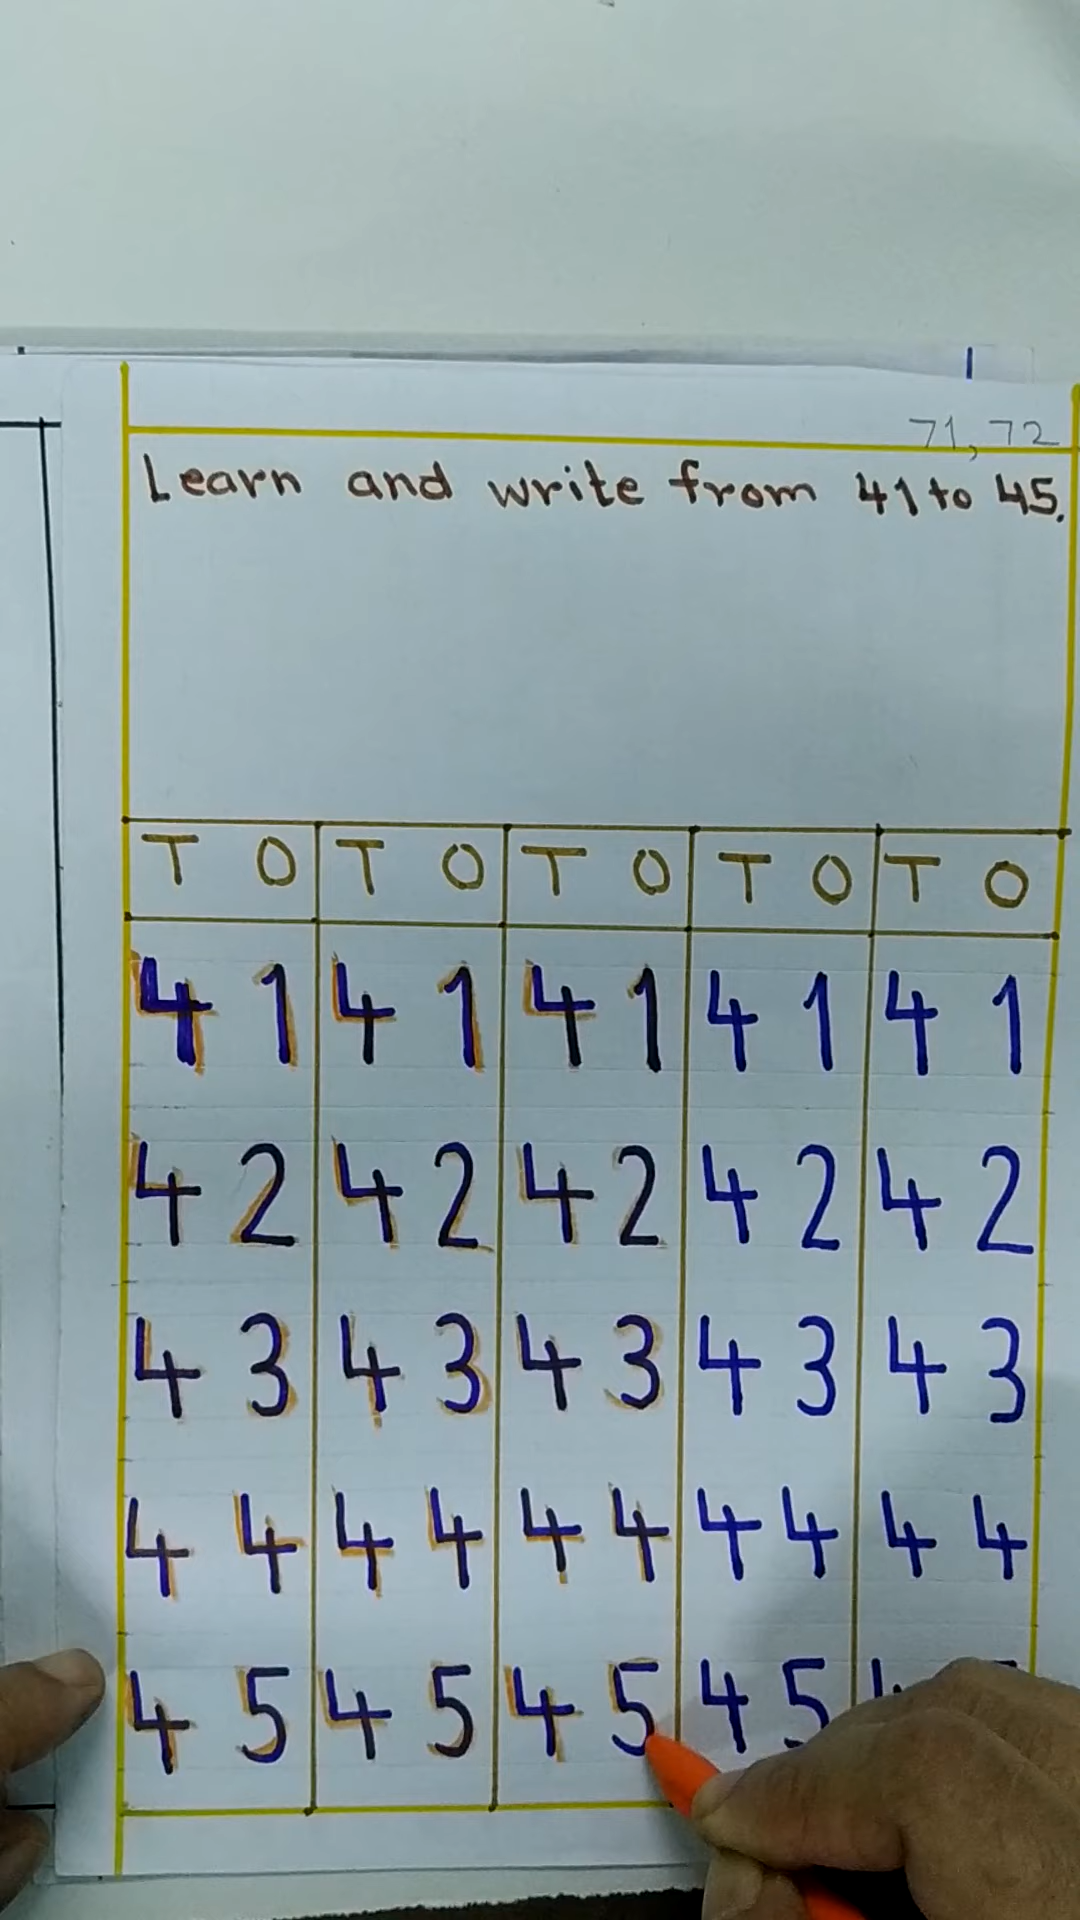 71, 72
Learn and write from 41 to 45.
T O T O T O T O T O
4 1 4 1 4 1 4 1 4 1
4 2 4 2 4 2 4 2 4 2
4 3 4 3 4 3 4 3 4 3
4 4 4 4 4 4 4 4 4 4
4 5 4 5 4 5 4 5